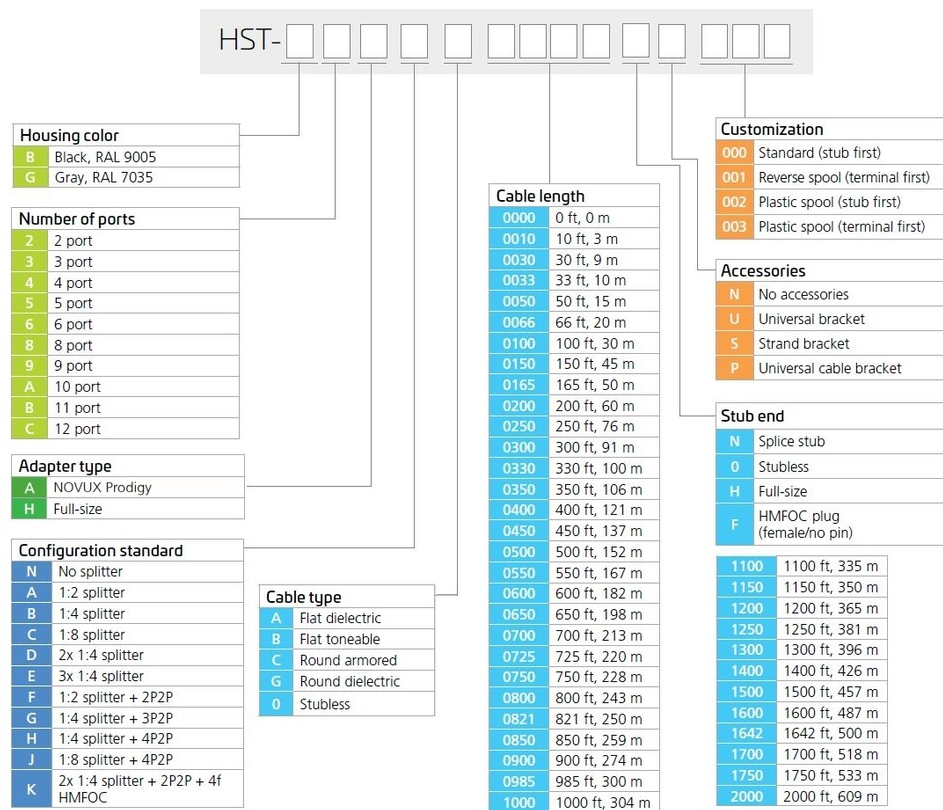 HST-
Housing color
B Black, RAL 9005
G Gray, RAL 7035
Number of ports
2 2 port
3 3 port
4 4 port
5 5 port
6 6 port
8 8 port
9 9 port
A 10 port
B 11 port
C 12 port
Adapter type
A NOVUX Prodigy
H Full-size
Configuration standard
N No splitter
A 1:2 splitter
B 1:4 splitter
C 1:8 splitter
D 2x 1:4 splitter
E 3x 1:4 splitter
F 1:2 splitter + 2P2P
G 1:4 splitter + 3P2P
H 1:4 splitter + 4P2P
J 1:8 splitter + 4P2P
K 2x 1:4 splitter + 2P2P + 4f
HMFOC
Cable type
A Flat dielectric
B Flat toneable
C Round armored
G Round dielectric
0 Stubless
Cable length
0000 0 ft, 0 m
0010 10 ft, 3 m
0030 30 ft, 9 m
0033 33 ft, 10 m
0050 50 ft, 15 m
0066 66 ft, 20 m
0100 100 ft, 30 m
0150 150 ft, 45 m
0165 165 ft, 50 m
0200 200 ft, 60 m
0250 250 ft, 76 m
0300 300 ft, 91 m
0330 330 ft, 100 m
0350 350 ft, 106 m
0400 400 ft, 121 m
0450 450 ft, 137 m
0500 500 ft, 152 m
0550 550 ft, 167 m
0600 600 ft, 182 m
0650 650 ft, 198 m
0700 700 ft, 213 m
0725 725 ft, 220 m
0750 750 ft, 228 m
0800 800 ft, 243 m
0821 821 ft, 250 m
0850 850 ft, 259 m
0900 900 ft, 274 m
0985 985 ft, 300 m
1000 1000 ft, 304 m
Customization
000 Standard (stub first)
001 Reverse spool (terminal first)
002 Plastic spool (stub first)
003 Plastic spool (terminal first)
Accessories
N No accessories
U Universal bracket
S Strand bracket
P Universal cable bracket
Stub end
N Splice stub
0 Stubless
H Full-size
F HMFOC plug
(female/no pin)
1100 1100 ft, 335 m
1150 1150 ft, 350 m
1200 1200 ft, 365 m
1250 1250 ft, 381 m
1300 1300 ft, 396 m
1400 1400 ft, 426 m
1500 1500 ft, 457 m
1600 1600 ft, 487 m
1642 1642 ft, 500 m
1700 1700 ft, 518 m
1750 1750 ft, 533 m
2000 2000 ft, 609 m